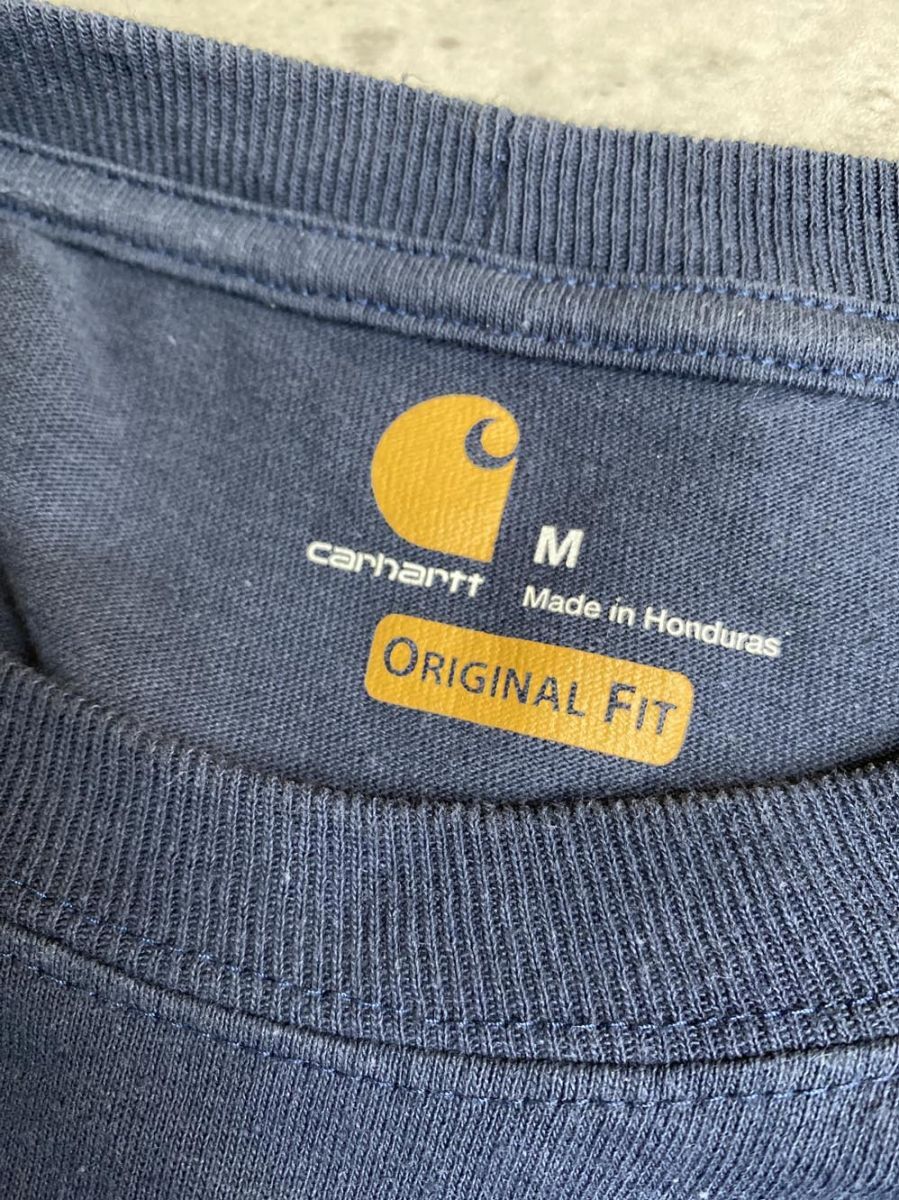 carhartt
M
Made in Honduras
ORIGINAL FIT